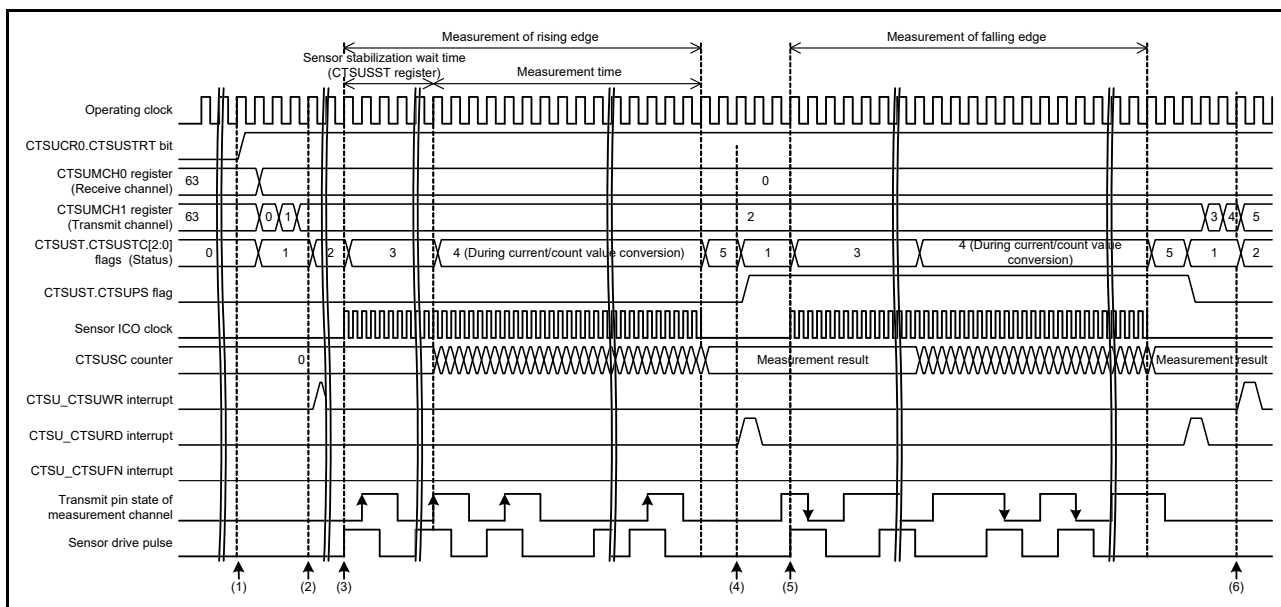 Measurement of rising edge
Measurement of falling edge
Sensor stabilization wait time
(CTSUSST register)
Measurement time
Operating clock
CTSUCR0.CTSUSTRT bit
CTSUMCH0 register
(Receive channel)
63
0
CTSUMCH1 register
(Transmit channel)
63
0
1
2
3
4
5
CTSUST.CTSUSTC[2:0]
flags (Status)
0
1
2
3
4 (During current/count value conversion)
5
1
3
4 (During current/count value
conversion)
5
1
2
CTSUST.CTSUPS flag
Sensor ICO clock
CTSUSC counter
0
Measurement result
Measurement result
CTSU_CTSUWR interrupt
CTSU_CTSURD interrupt
CTSU_CTSUFN interrupt
Transmit pin state of
measurement channel
Sensor drive pulse
(1)
(2)
(3)
(4)
(5)
(6)